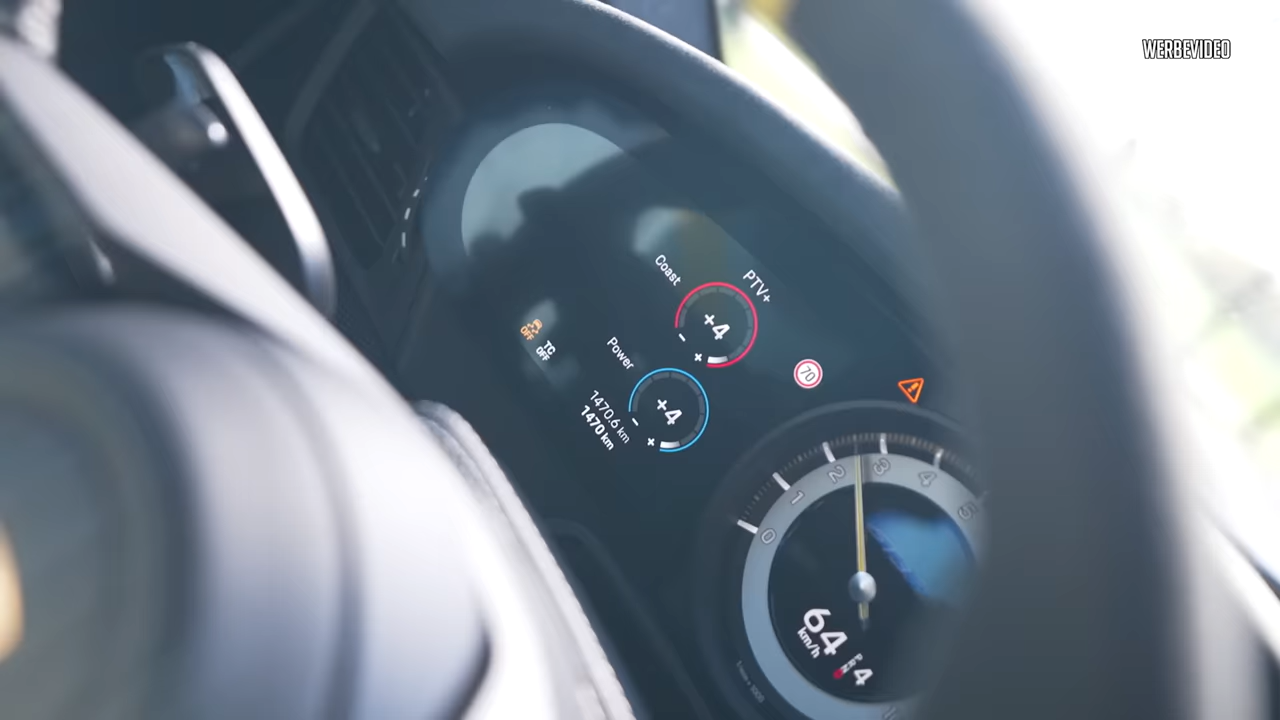 WERBEVIDEO
Coast
PTV+
+4
-
+
OFF
TC
OFF
Power
+4
-
+
1470.6 km
1470 km
70
0
1
2
3
4
5
64
km/h
4